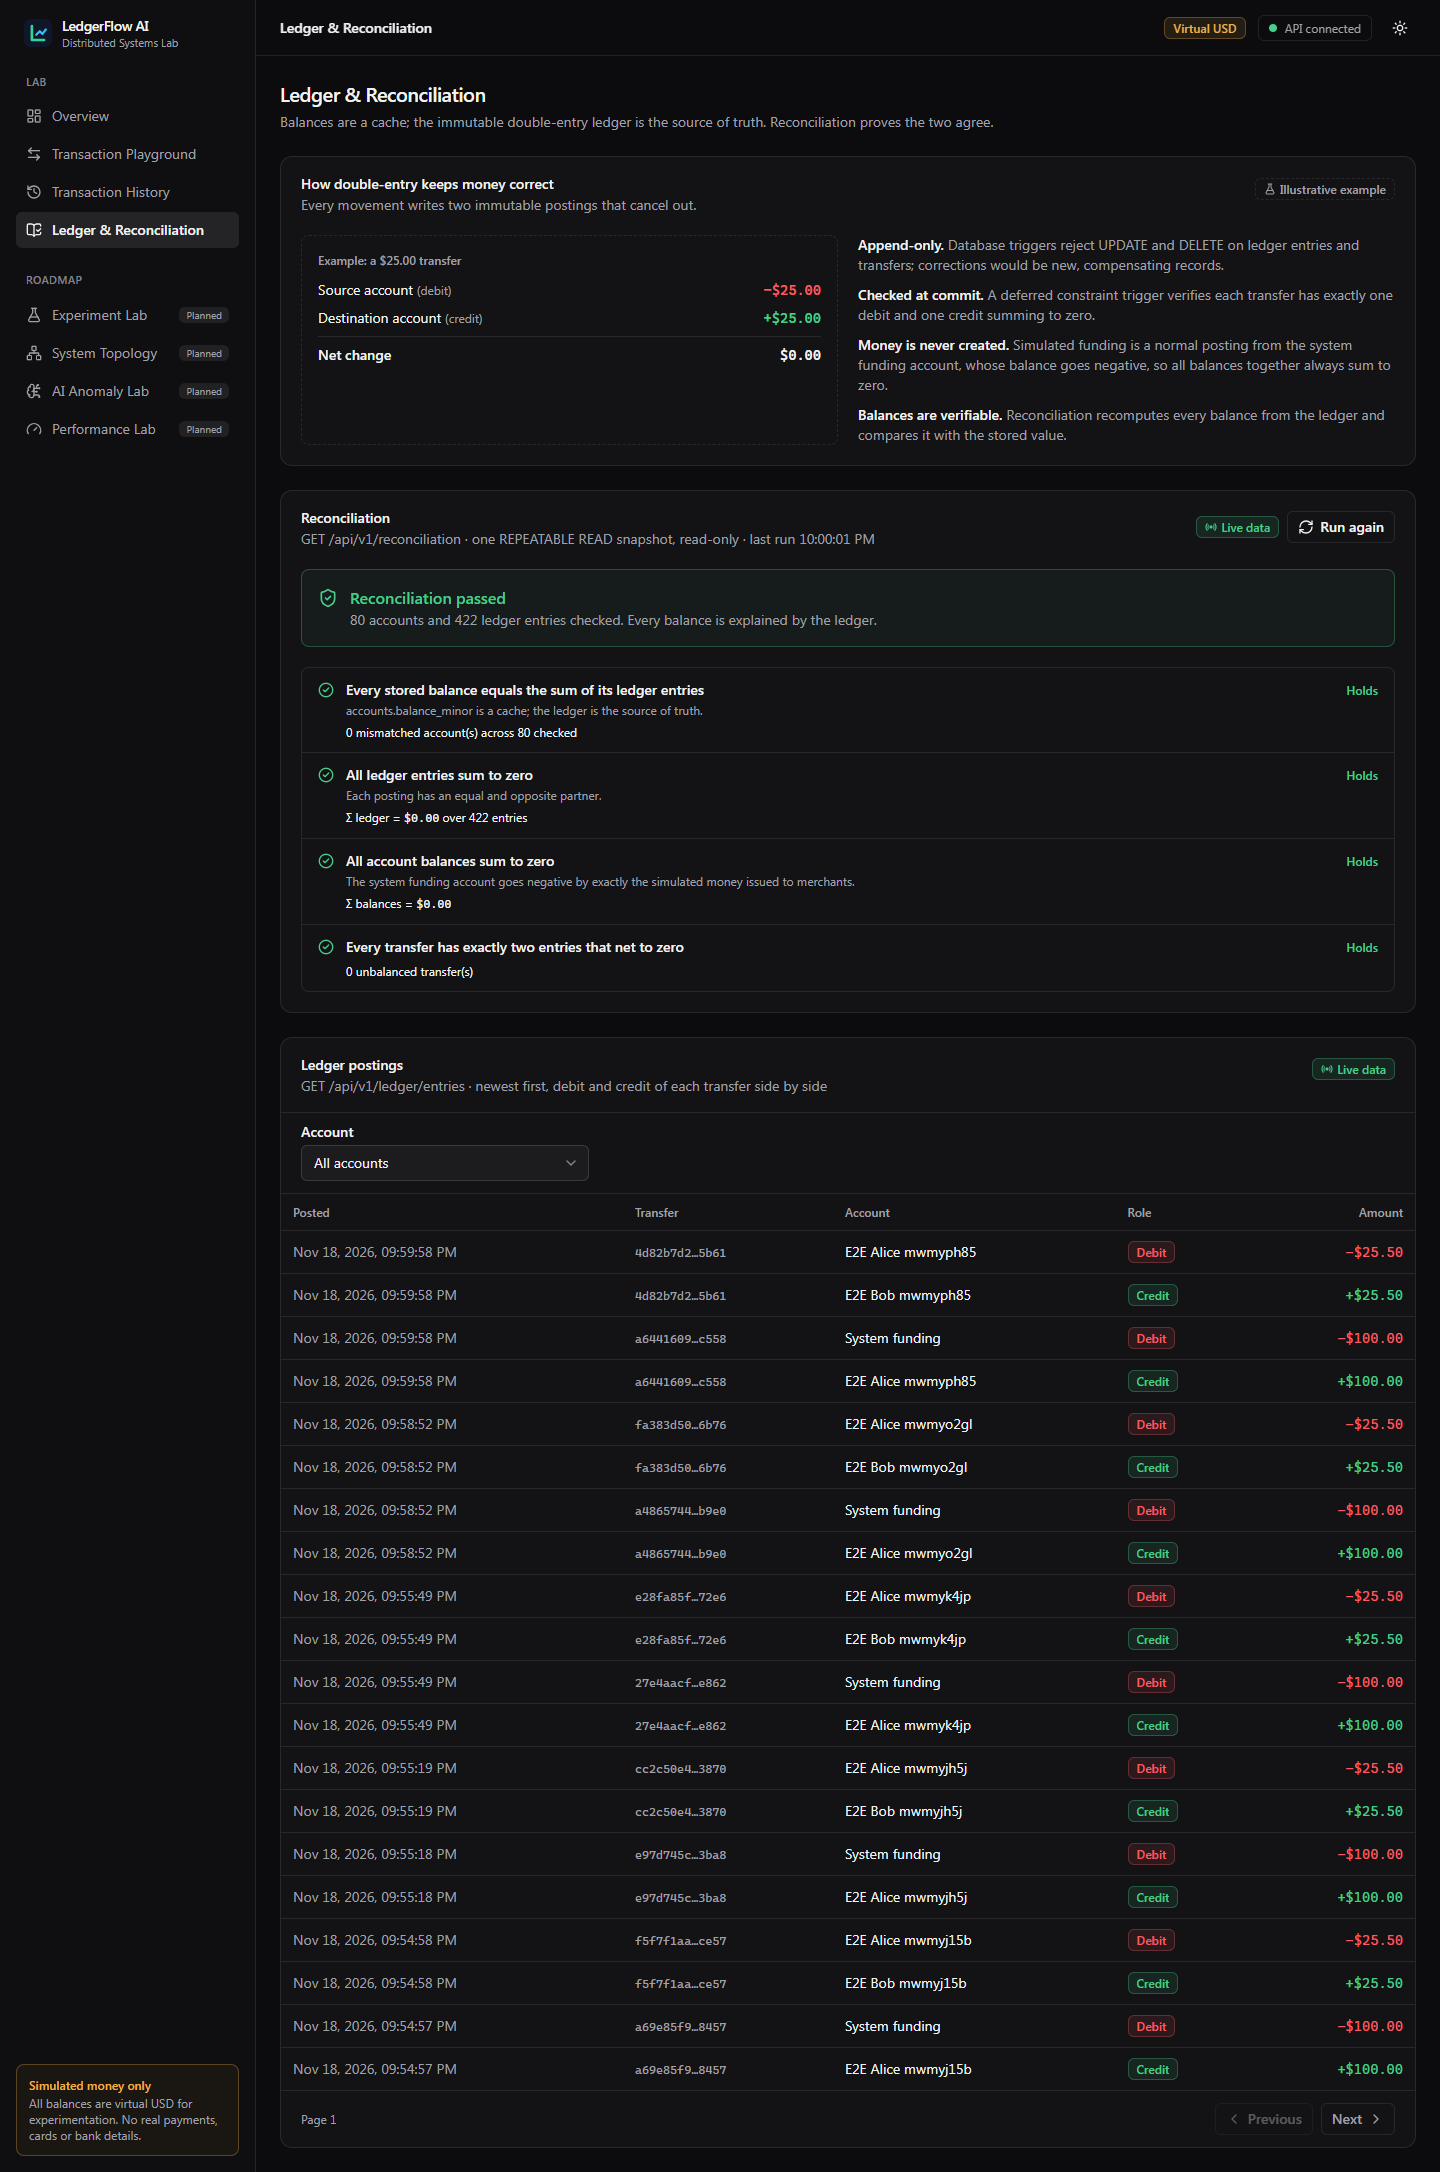 LedgerFlow AI
Distributed Systems Lab
LAB
Overview
Transaction Playground
Transaction History
Ledger & Reconciliation
ROADMAP
Experiment Lab Planned
System Topology Planned
AI Anomaly Lab Planned
Performance Lab Planned
Simulated money only
All balances are virtual USD for
experimentation. No real payments,
cards or bank details.
Ledger & Reconciliation Virtual USD API connected
Ledger & Reconciliation
Balances are a cache; the immutable double-entry ledger is the source of truth. Reconciliation proves the two agree.
How double-entry keeps money correct
Every movement writes two immutable postings that cancel out.
Illustrative example
Example: a $25.00 transfer
Source account (debit) −$25.00
Destination account (credit) +$25.00
Net change $0.00
Append-only. Database triggers reject UPDATE and DELETE on ledger entries and
transfers; corrections would be new, compensating records.
Checked at commit. A deferred constraint trigger verifies each transfer has exactly one
debit and one credit summing to zero.
Money is never created. Simulated funding is a normal posting from the system
funding account, whose balance goes negative, so all balances together always sum to
zero.
Balances are verifiable. Reconciliation recomputes every balance from the ledger and
compares it with the stored value.
Reconciliation
GET /api/v1/reconciliation · one REPEATABLE READ snapshot, read-only · last run 10:00:01 PM
Live data Run again
Reconciliation passed
80 accounts and 422 ledger entries checked. Every balance is explained by the ledger.
Every stored balance equals the sum of its ledger entries Holds
accounts.balance_minor is a cache; the ledger is the source of truth.
0 mismatched account(s) across 80 checked
All ledger entries sum to zero Holds
Each posting has an equal and opposite partner.
Σ ledger = $0.00 over 422 entries
All account balances sum to zero Holds
The system funding account goes negative by exactly the simulated money issued to merchants.
Σ balances = $0.00
Every transfer has exactly two entries that net to zero Holds
0 unbalanced transfer(s)
Ledger postings
GET /api/v1/ledger/entries · newest first, debit and credit of each transfer side by side
Live data
Account
All accounts
Posted Transfer Account Role Amount
Nov 18, 2026, 09:59:58 PM 4d82b7d2…5b61 E2E Alice mwmyph85 Debit −$25.50
Nov 18, 2026, 09:59:58 PM 4d82b7d2…5b61 E2E Bob mwmyph85 Credit +$25.50
Nov 18, 2026, 09:59:58 PM a6441609…c558 System funding Debit −$100.00
Nov 18, 2026, 09:59:58 PM a6441609…c558 E2E Alice mwmyph85 Credit +$100.00
Nov 18, 2026, 09:58:52 PM fa383d50…6b76 E2E Alice mwmyo2gl Debit −$25.50
Nov 18, 2026, 09:58:52 PM fa383d50…6b76 E2E Bob mwmyo2gl Credit +$25.50
Nov 18, 2026, 09:58:52 PM a4865744…b9e0 System funding Debit −$100.00
Nov 18, 2026, 09:58:52 PM a4865744…b9e0 E2E Alice mwmyo2gl Credit +$100.00
Nov 18, 2026, 09:55:49 PM e28fa85f…72e6 E2E Alice mwmyk4jp Debit −$25.50
Nov 18, 2026, 09:55:49 PM e28fa85f…72e6 E2E Bob mwmyk4jp Credit +$25.50
Nov 18, 2026, 09:55:49 PM 27e4aacf…e862 System funding Debit −$100.00
Nov 18, 2026, 09:55:49 PM 27e4aacf…e862 E2E Alice mwmyk4jp Credit +$100.00
Nov 18, 2026, 09:55:19 PM cc2c50e4…3870 E2E Alice mwmyjh5j Debit −$25.50
Nov 18, 2026, 09:55:19 PM cc2c50e4…3870 E2E Bob mwmyjh5j Credit +$25.50
Nov 18, 2026, 09:55:18 PM e97d745c…3ba8 System funding Debit −$100.00
Nov 18, 2026, 09:55:18 PM e97d745c…3ba8 E2E Alice mwmyjh5j Credit +$100.00
Nov 18, 2026, 09:54:58 PM f5f7f1aa…ce57 E2E Alice mwmyj15b Debit −$25.50
Nov 18, 2026, 09:54:58 PM f5f7f1aa…ce57 E2E Bob mwmyj15b Credit +$25.50
Nov 18, 2026, 09:54:57 PM a69e85f9…8457 System funding Debit −$100.00
Nov 18, 2026, 09:54:57 PM a69e85f9…8457 E2E Alice mwmyj15b Credit +$100.00
Page 1 Previous Next